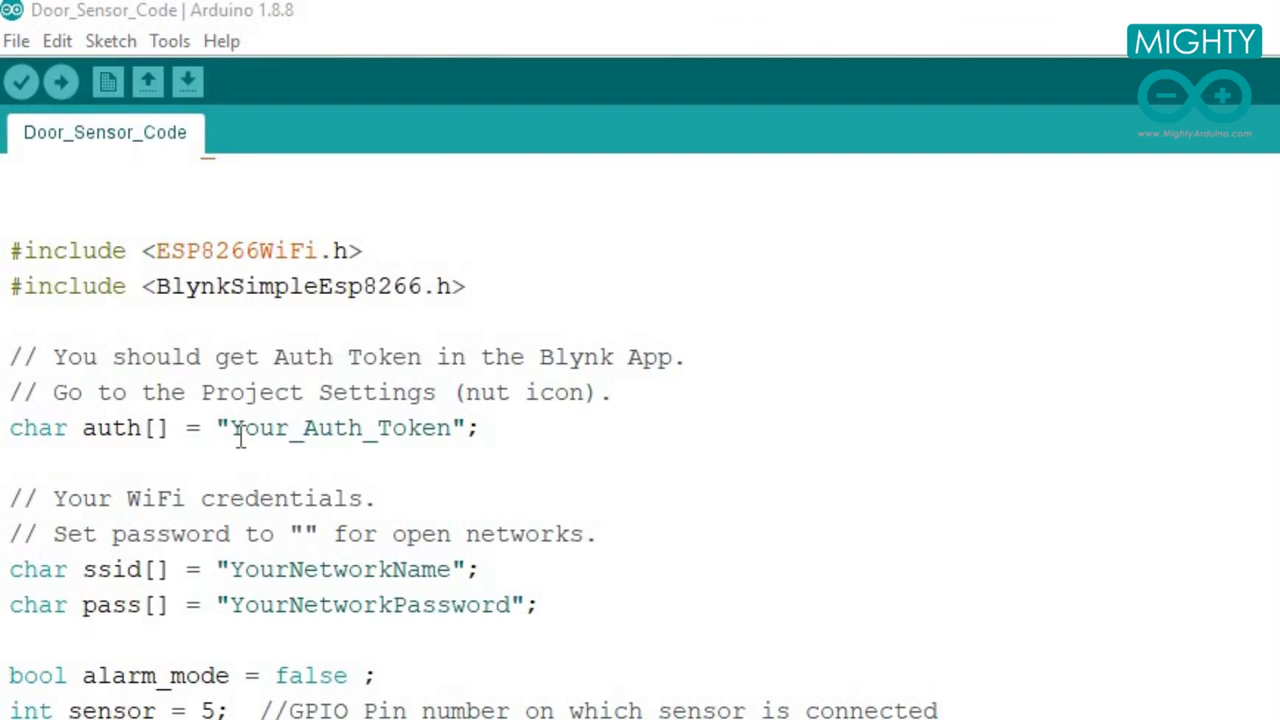 Door_Sensor_Code | Arduino 1.8.8
File Edit Sketch Tools Help
MIGHTY
www.MightyArduino.com
Door_Sensor_Code
#include <ESP8266WiFi.h>
#include <BlynkSimpleEsp8266.h>
// You should get Auth Token in the Blynk App.
// Go to the Project Settings (nut icon).
char auth[] = "Your_Auth_Token";
// Your WiFi credentials.
// Set password to "" for open networks.
char ssid[] = "YourNetworkName";
char pass[] = "YourNetworkPassword";
bool alarm_mode = false ;
int sensor = 5;  //GPIO Pin number on which sensor is connected